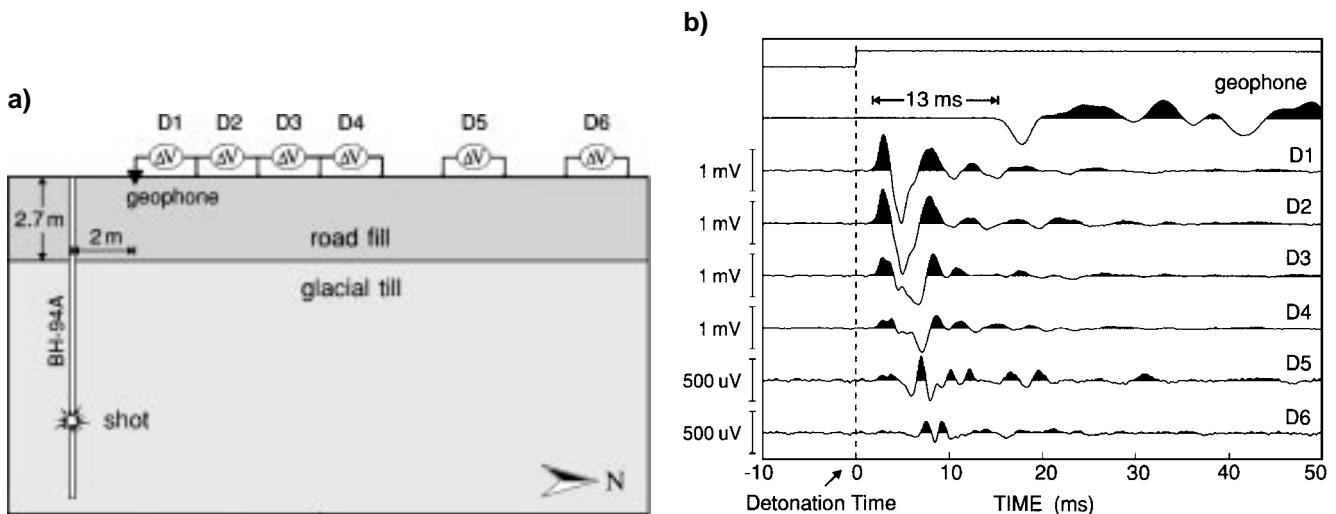 a)
D1 D2 D3 D4 D5 D6
ΔV ΔV ΔV ΔV ΔV ΔV
geophone
2.7 m
2 m
road fill
glacial till
BH-94A
shot
N
b)
geophone
13 ms
D1
1 mV
D2
1 mV
D3
1 mV
D4
1 mV
D5
500 uV
D6
500 uV
-10 0 10 20 30 40 50
Detonation Time TIME (ms)